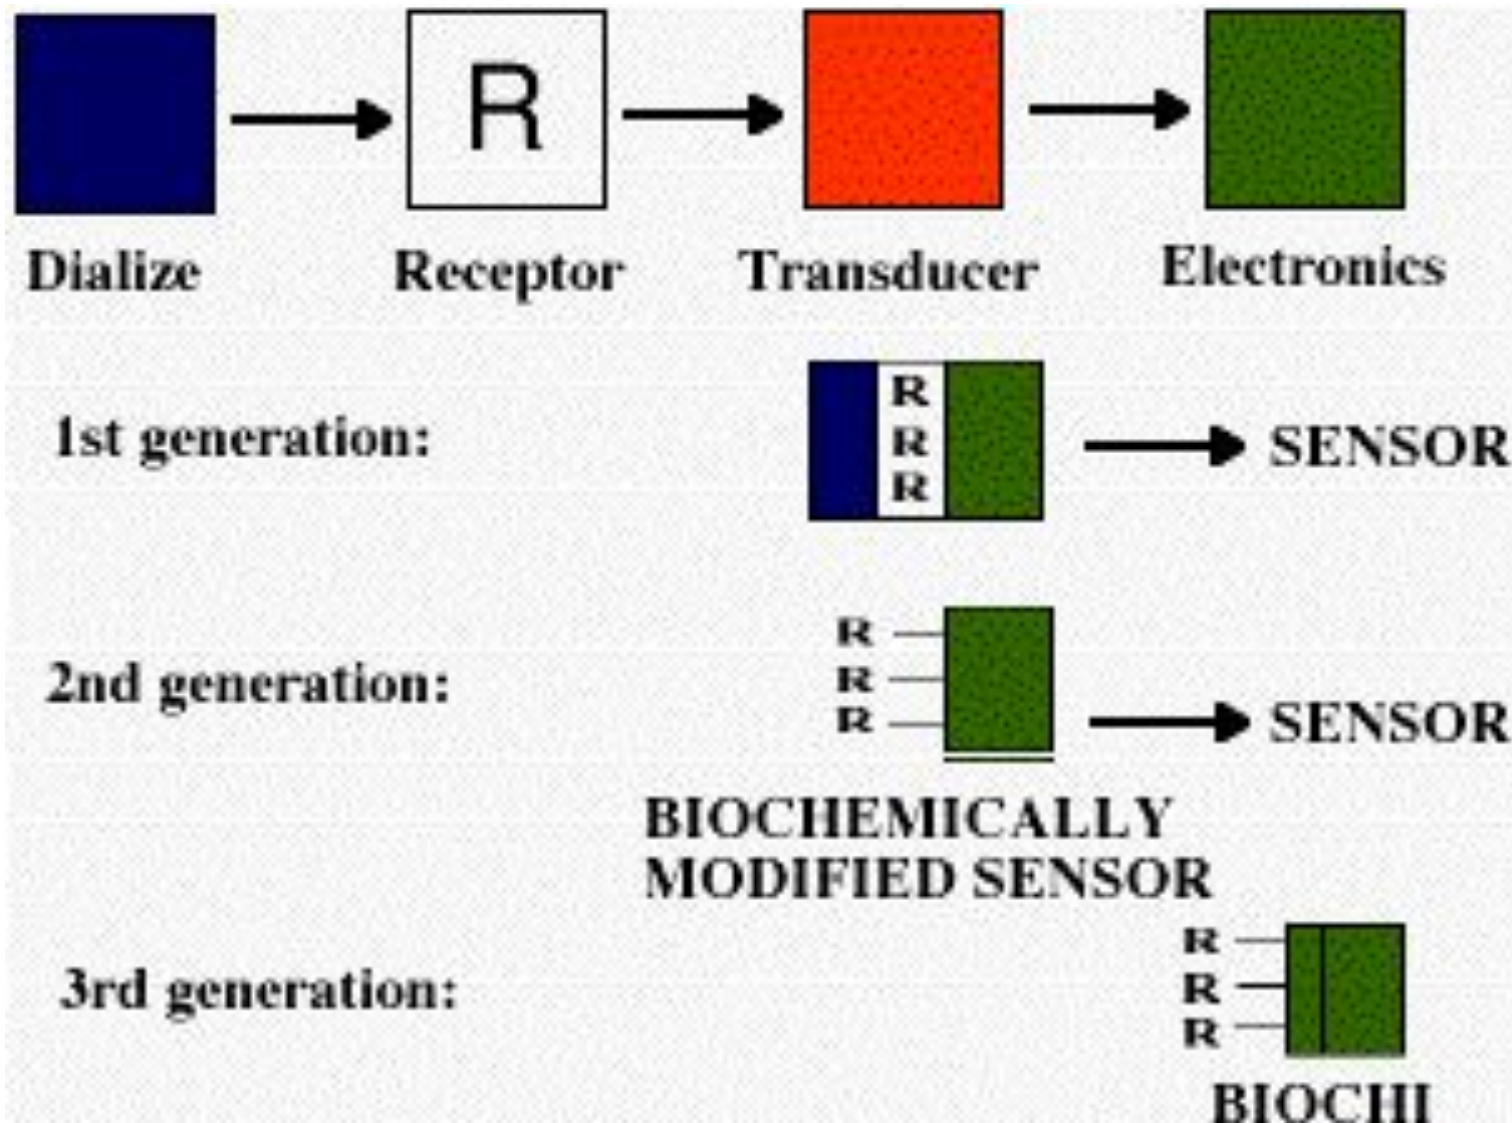 R
Dialize Receptor Transducer Electronics
1st generation:
R
R
R
SENSOR
2nd generation:
R
R
R
SENSOR
BIOCHEMICALLY
MODIFIED SENSOR
3rd generation:
R
R
R
BIOCHI